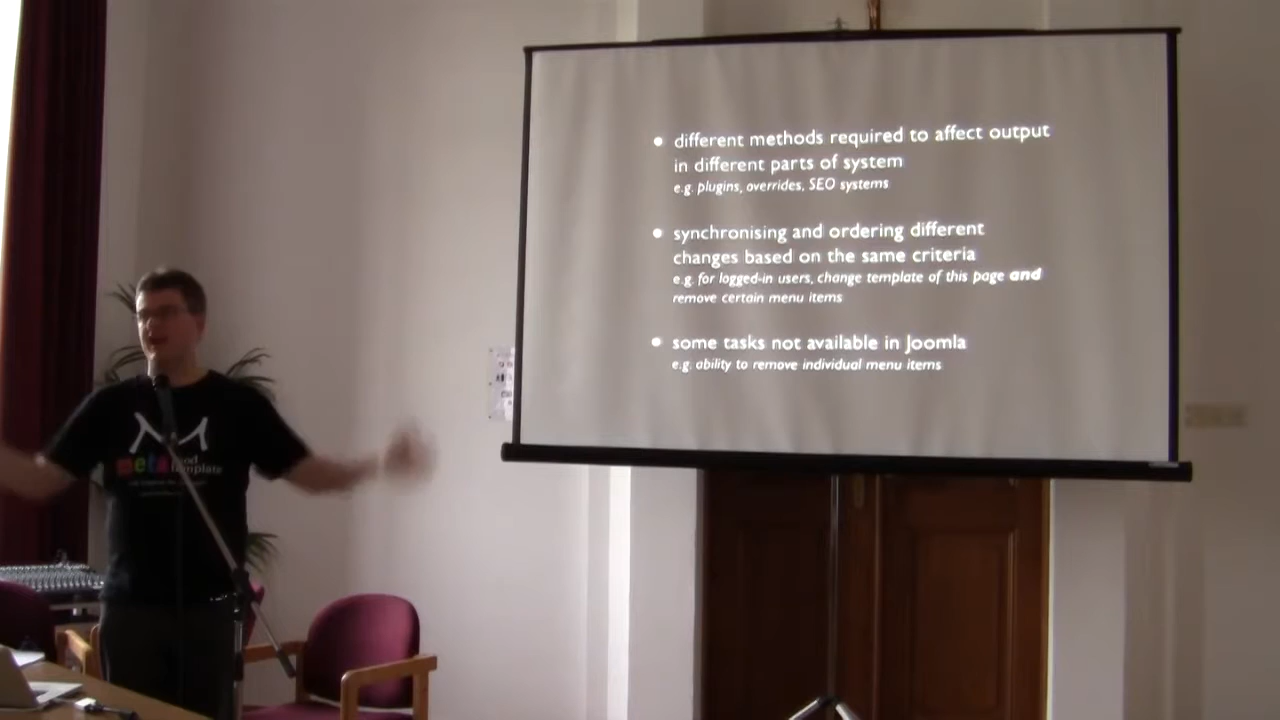 different methods required to affect output
in different parts of system
e.g. plugins, overrides, SEO systems
synchronising and ordering different
changes based on the same criteria
e.g. for logged-in users, change template of this page and
remove certain menu items
some tasks not available in Joomla
e.g. ability to remove individual menu items
meta mod
template